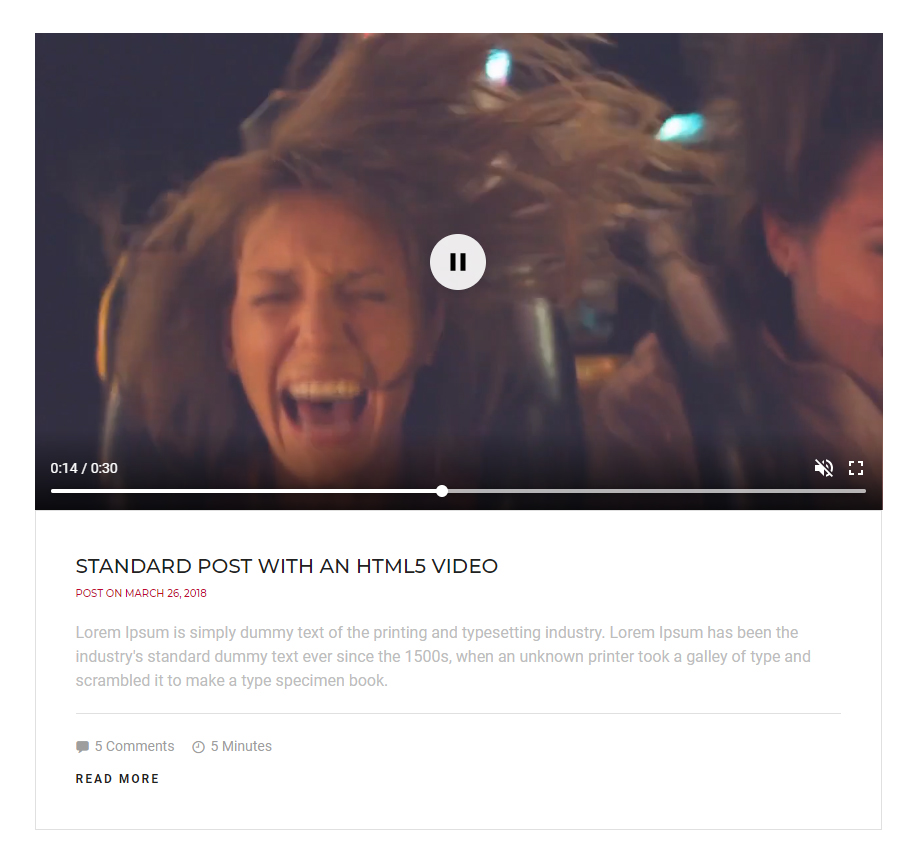 0:14 / 0:30
STANDARD POST WITH AN HTML5 VIDEO
POST ON MARCH 26, 2018
Lorem Ipsum is simply dummy text of the printing and typesetting industry. Lorem Ipsum has been the
industry's standard dummy text ever since the 1500s, when an unknown printer took a galley of type and
scrambled it to make a type specimen book.
5 Comments 5 Minutes
READ MORE